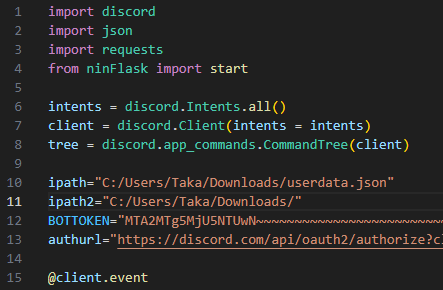 1 import discord
2 import json
3 import requests
4 from ninFlask import start
5
6 intents = discord.Intents.all()
7 client = discord.Client(intents = intents)
8 tree = discord.app_commands.CommandTree(client)
9
10 ipath="C:/Users/Taka/Downloads/userdata.json"
11 ipath2="C:/Users/Taka/Downloads/"
12 BOTTOKEN="MTA2MTg5MjU5NTUwN~~~~~~~~~~~~~~~~~~~~~~~~~
13 authurl="https://discord.com/api/oauth2/authorize?cl
14
15 @client.event